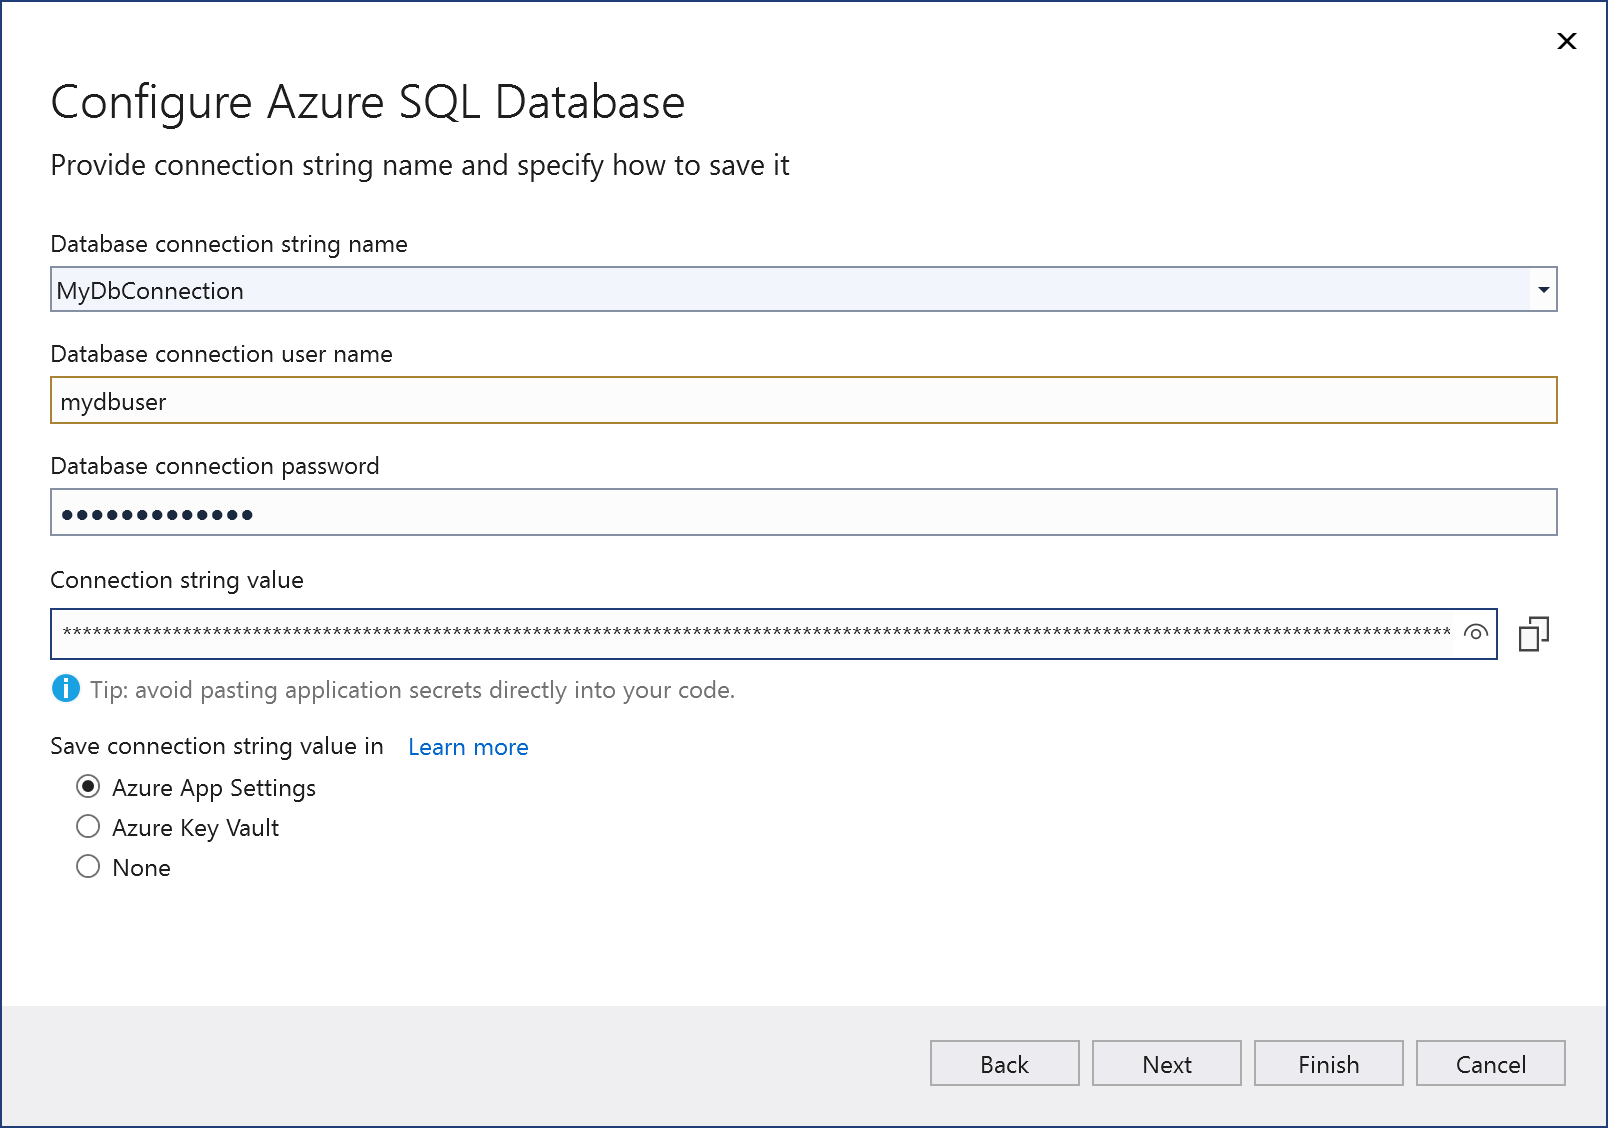 Configure Azure SQL Database
Provide connection string name and specify how to save it
Database connection string name
MyDbConnection
Database connection user name
mydbuser
Database connection password
●●●●●●●●●●●●●
Connection string value
*******************************************************************************************************************************************
Tip: avoid pasting application secrets directly into your code.
Save connection string value in Learn more
Azure App Settings
Azure Key Vault
None
Back Next Finish Cancel